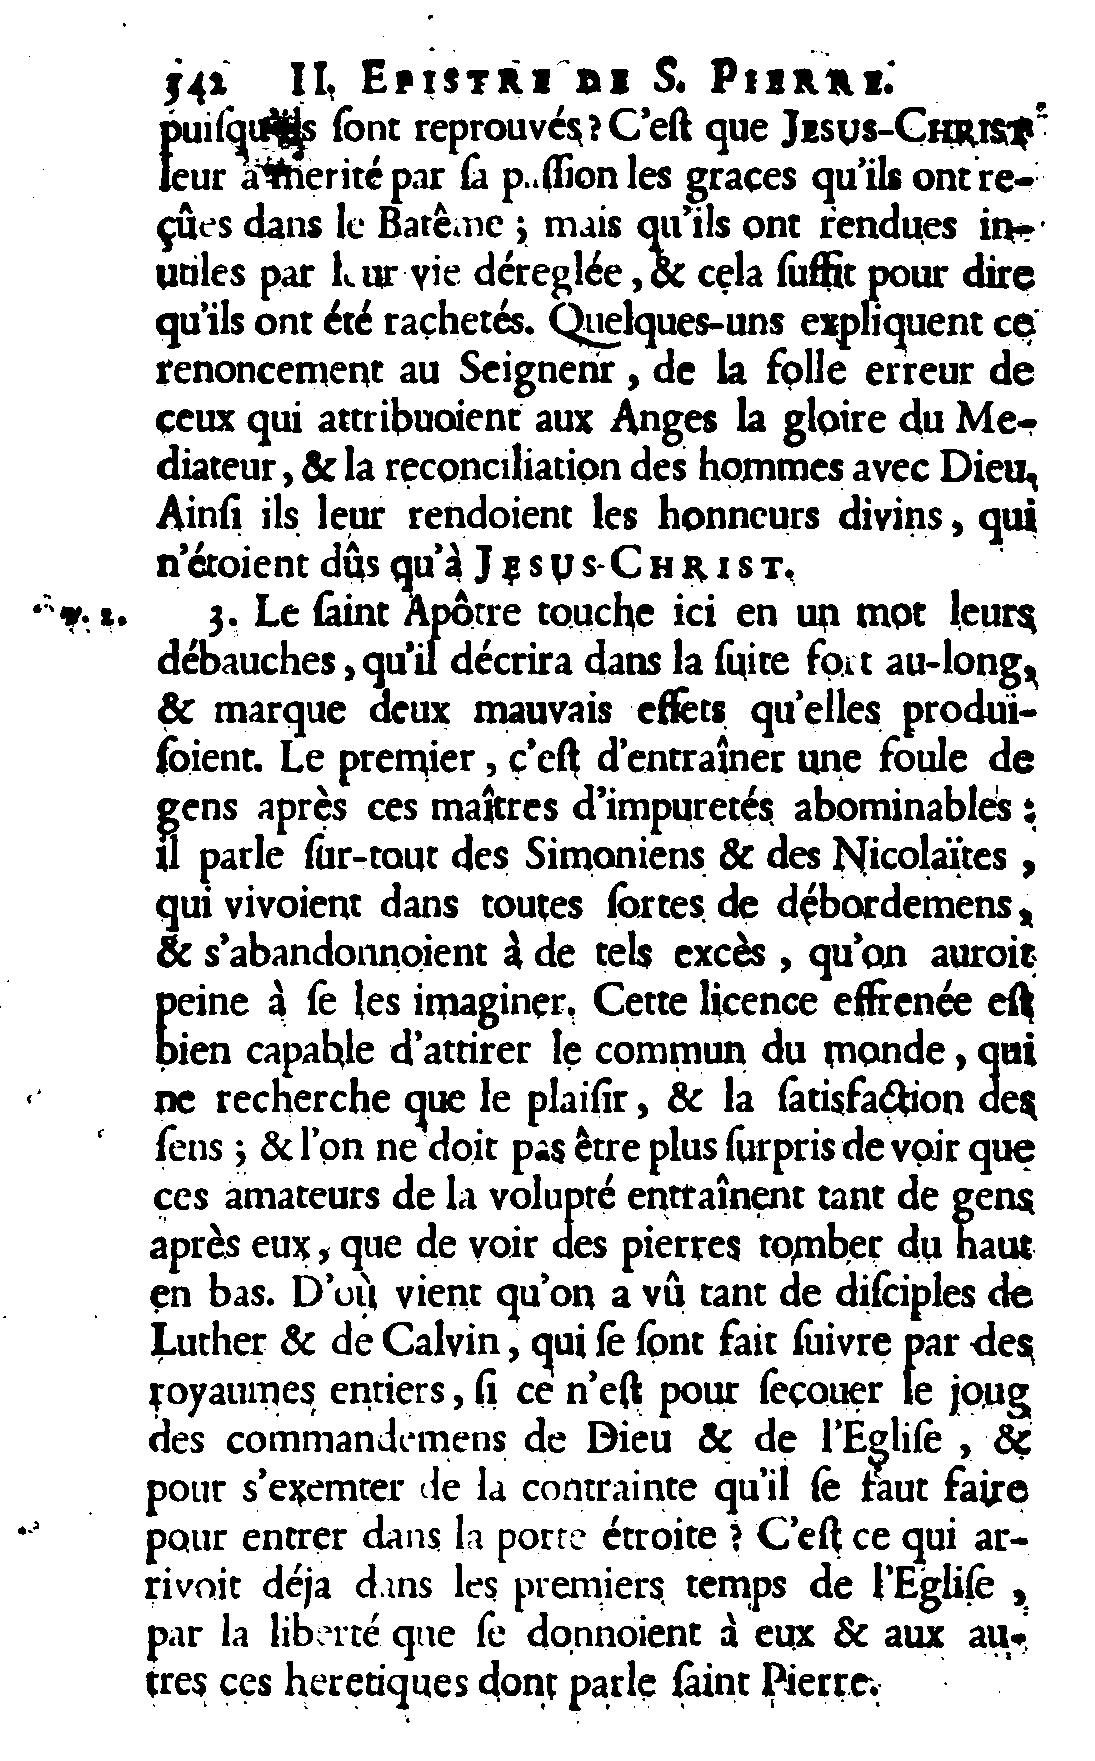 342 II. EPISTRE DE S. PIERRE.
puiſqu'ils ſont reprouvés? C'eſt que JESUS-CHRIST
leur a merité par ſa paſſion les graces qu'ils ont re-
çûes dans le Batême ; mais qu'ils ont rendues in-
utiles par leur vie déreglée, & cela ſuffit pour dire
qu'ils ont été rachetés. Quelques-uns expliquent ce
renoncement au Seigneur, de la folle erreur de
ceux qui attribuoient aux Anges la gloire du Me-
diateur, & la reconciliation des hommes avec Dieu.
Ainſi ils leur rendoient les honneurs divins, qui
n'étoient dûs qu'à JESUS-CHRIST.
v. 2. 3. Le ſaint Apôtre touche ici en un mot leurs
débauches, qu'il décrira dans la ſuite fort au-long,
& marque deux mauvais effets qu'elles produi-
ſoient. Le premier, c'eſt d'entraîner une foule de
gens après ces maîtres d'impuretés abominables :
il parle ſur-tout des Simoniens & des Nicolaïtes ,
qui vivoient dans toutes ſortes de débordemens,
& s'abandonnoient à de tels excès , qu'on auroit
peine à ſe les imaginer. Cette licence effrenée eſt
bien capable d'attirer le commun du monde, qui
ne recherche que le plaiſir, & la ſatisfaction des
ſens ; & l'on ne doit pas être plus ſurpris de voir que
ces amateurs de la volupté entraînent tant de gens
après eux, que de voir des pierres tomber du haut
en bas. D'où vient qu'on a vû tant de diſciples de
Luther & de Calvin, qui ſe ſont fait ſuivre par des
royaumes entiers, ſi ce n'eſt pour ſecouer le joug
des commandemens de Dieu & de l'Egliſe , &
pour s'exemter de la contrainte qu'il ſe faut faire
pour entrer dans la porte étroite ? C'eſt ce qui ar-
rivoit déja dans les premiers temps de l'Egliſe ,
par la liberté que ſe donnoient à eux & aux au-
tres ces heretiques dont parle ſaint Pierre.